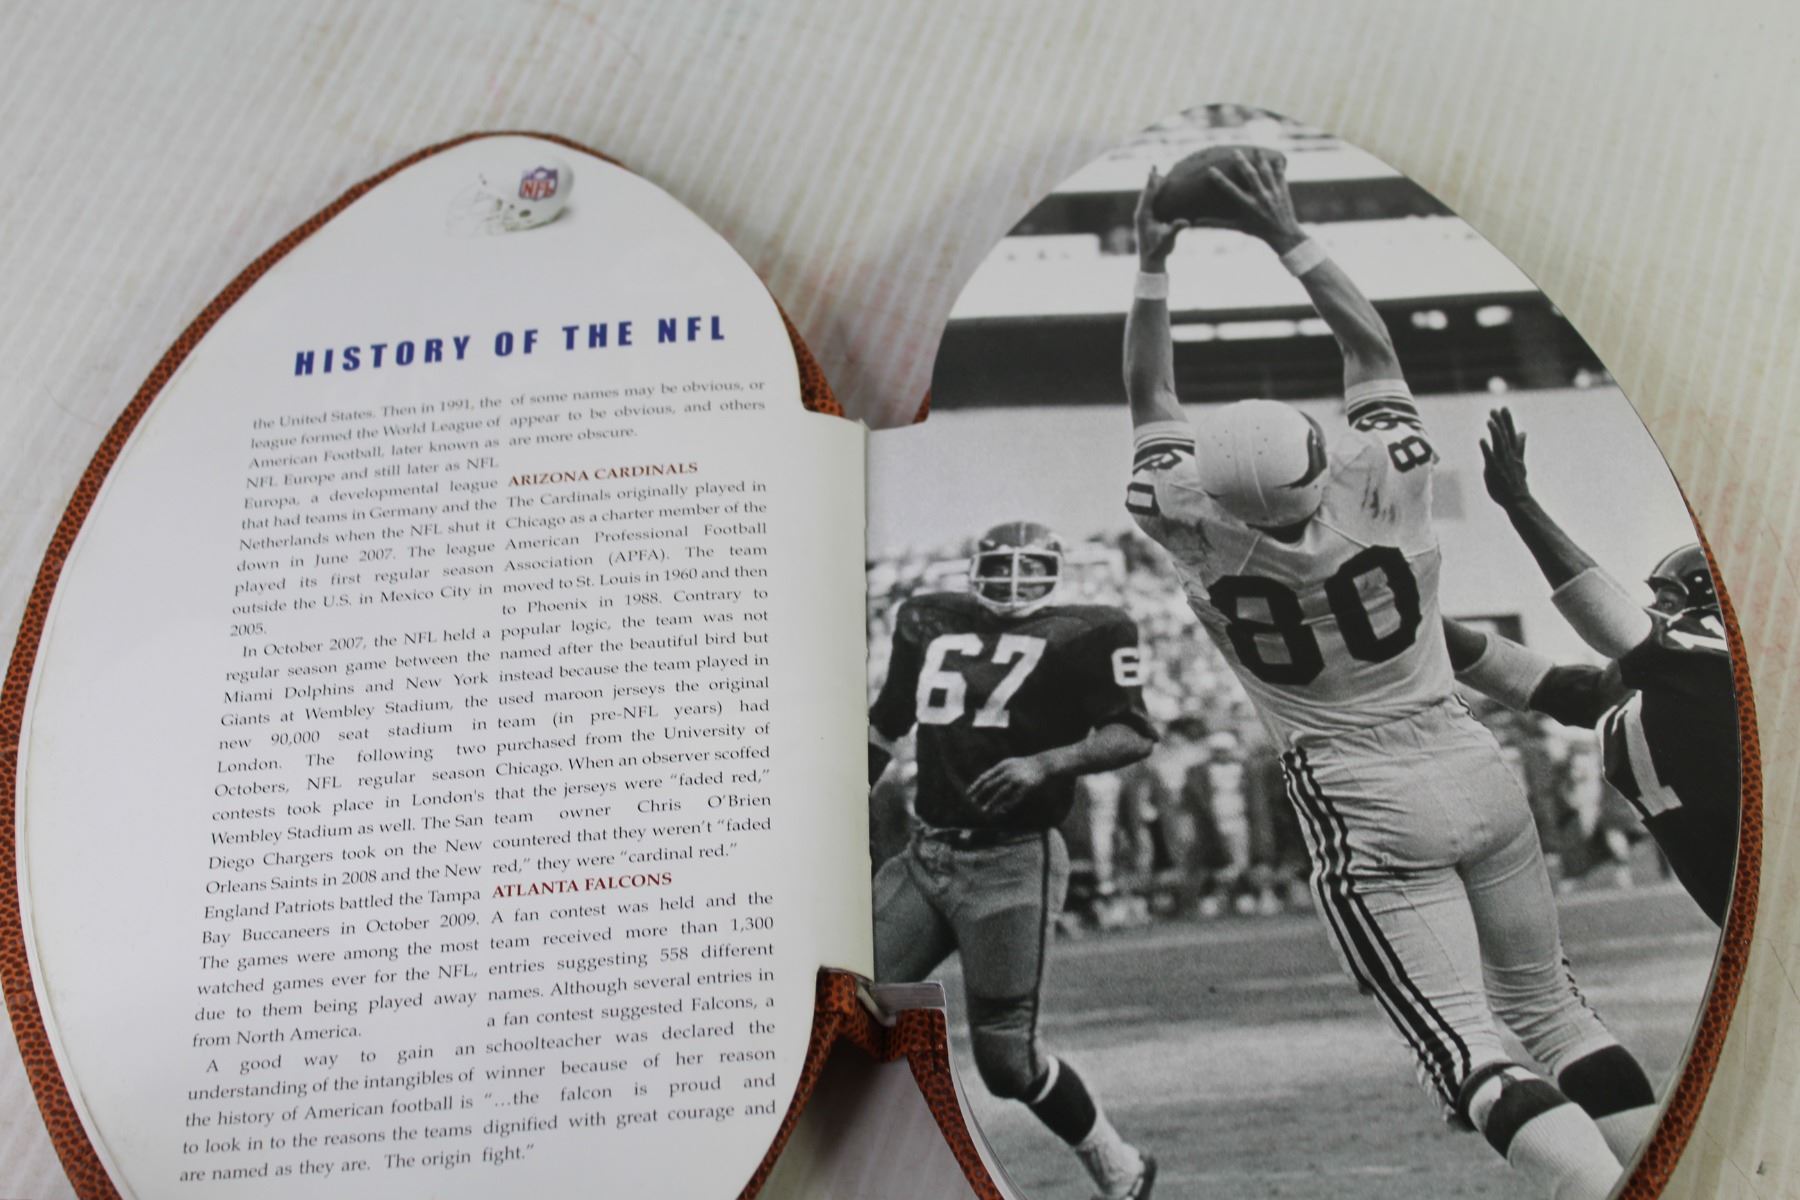 NFL
HISTORY OF THE NFL
the United States. Then in 1991, the
league formed the World League of
American Football, later known as
NFL Europe and still later as NFL
Europa, a developmental league
that had teams in Germany and the
Netherlands when the NFL shut it
down in June 2007. The league
played its first regular season
outside the U.S. in Mexico City in
2005.
In October 2007, the NFL held a
regular season game between the
Miami Dolphins and New York
Giants at Wembley Stadium, the
new 90,000 seat stadium in
London. The following two
Octobers, NFL regular season
contests took place in London's
Wembley Stadium as well. The San
Diego Chargers took on the New
Orleans Saints in 2008 and the New
England Patriots battled the Tampa
Bay Buccaneers in October 2009.
The games were among the most
watched games ever for the NFL,
due to them being played away
from North America.
A good way to gain an
understanding of the intangibles of
the history of American football is
to look in to the reasons the teams
are named as they are. The origin
of some names may be obvious, or
appear to be obvious, and others
are more obscure.
ARIZONA CARDINALS
The Cardinals originally played in
Chicago as a charter member of the
American Professional Football
Association (APFA). The team
moved to St. Louis in 1960 and then
to Phoenix in 1988. Contrary to
popular logic, the team was not
named after the beautiful bird but
instead because the team played in
used maroon jerseys the original
team (in pre-NFL years) had
purchased from the University of
Chicago. When an observer scoffed
that the jerseys were "faded red,"
team owner Chris O'Brien
countered that they weren't "faded
red," they were "cardinal red."
ATLANTA FALCONS
A fan contest was held and the
team received more than 1,300
entries suggesting 558 different
names. Although several entries in
a fan contest suggested Falcons, a
schoolteacher was declared the
winner because of her reason
"...the falcon is proud and
dignified with great courage and
fight."
80
80
80
67
6
1